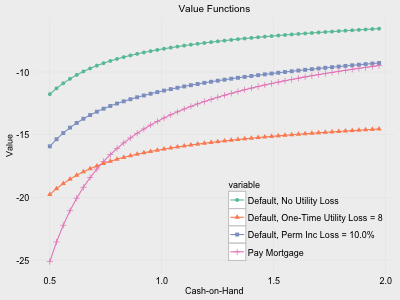 Value Functions
-10
-15
-20
-25
Value
0.5 1.0 1.5 2.0
Cash-on-Hand
variable
Default, No Utility Loss
Default, One-Time Utility Loss = 8
Default, Perm Inc Loss = 10.0%
Pay Mortgage